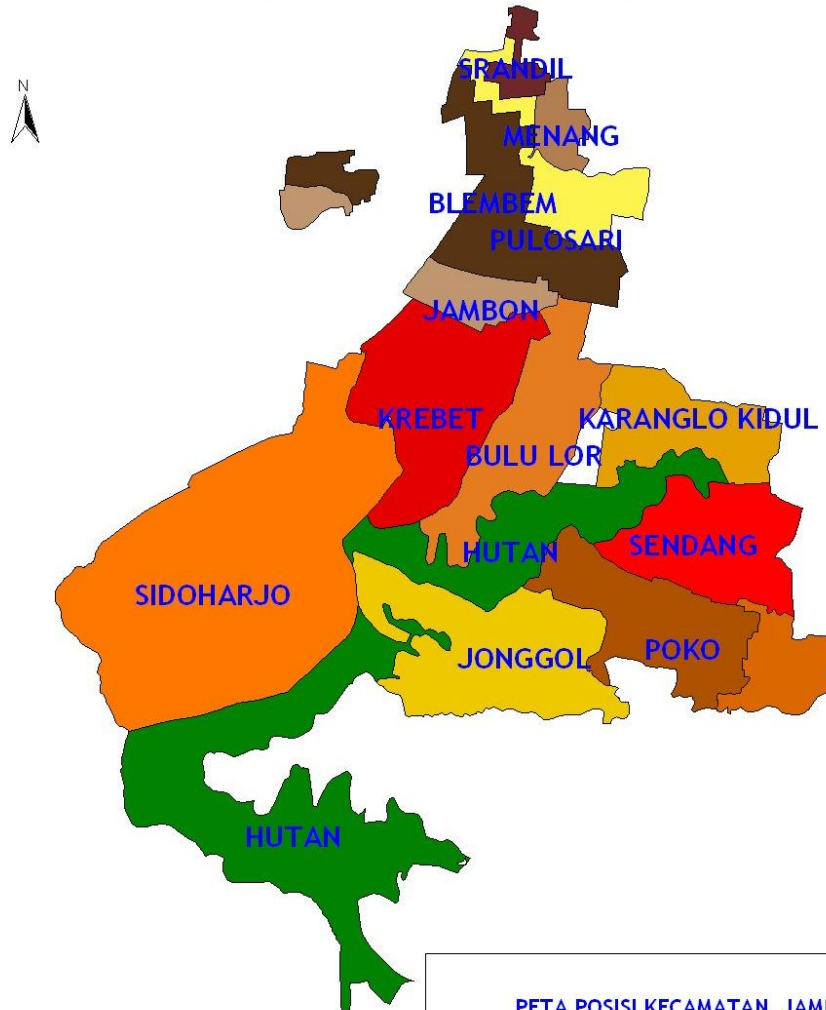 N
SRANDIL
MENANG
BLEMBEM
PULOSARI
JAMBON
KREBET
KARANGLO KIDUL
BULU LOR
HUTAN
SENDANG
SIDOHARJO
JONGGOL
POKO
HUTAN
PETA POSISI KECAMATAN